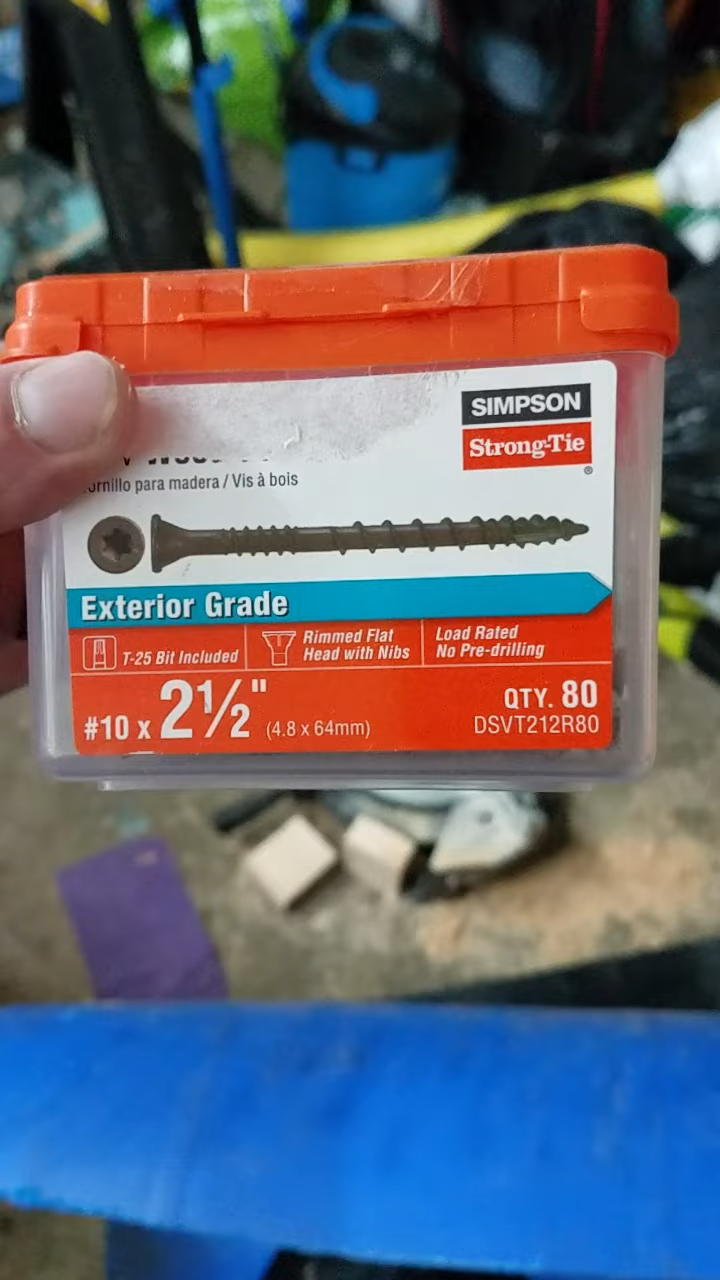 SIMPSON
Strong-Tie
®
para madera / Vis à bois
Exterior Grade
T-25 Bit Included
Rimmed Flat
Head with Nibs
Load Rated
No Pre-drilling
#10 x 2½" (4.8 x 64mm)
QTY. 80
DSVT212R80